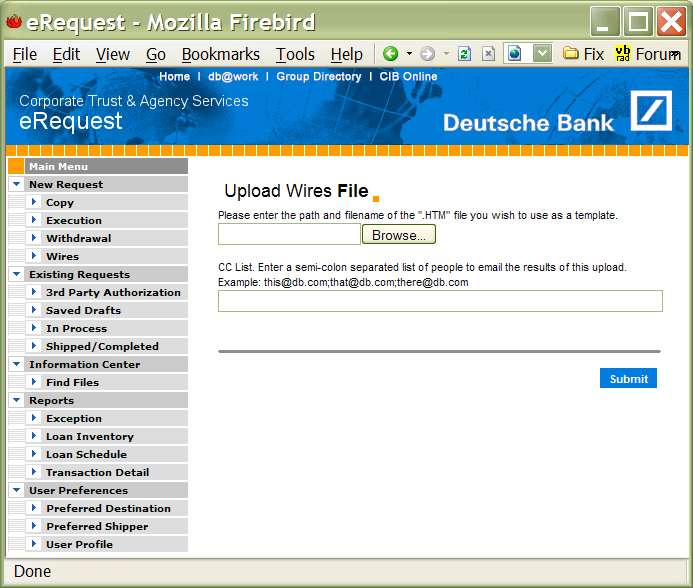 eRequest - Mozilla Firebird
File Edit View Go Bookmarks Tools Help Fix vb rad Forum
Home | db@work | Group Directory | CIB Online
Corporate Trust & Agency Services
eRequest
Deutsche Bank
Main Menu
New Request
Copy
Execution
Withdrawal
Wires
Existing Requests
3rd Party Authorization
Saved Drafts
In Process
Shipped/Completed
Information Center
Find Files
Reports
Exception
Loan Inventory
Loan Schedule
Transaction Detail
User Preferences
Preferred Destination
Preferred Shipper
User Profile
Upload Wires File
Please enter the path and filename of the ".HTM" file you wish to use as a template.
Browse...
CC List. Enter a semi-colon separated list of people to email the results of this upload.
Example: this@db.com;that@db.com;there@db.com
Submit
Done